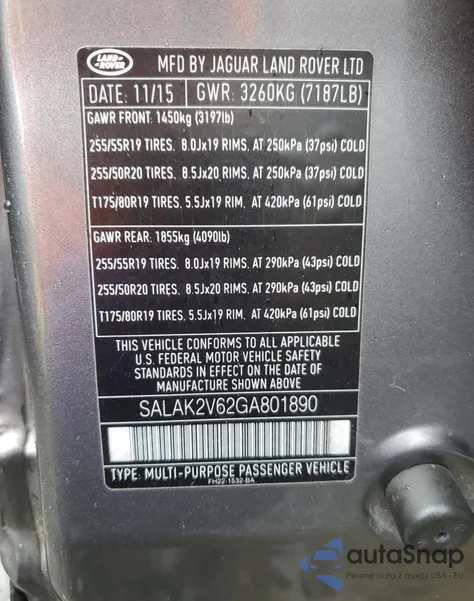 LAND ROVER
MFD BY JAGUAR LAND ROVER LTD
DATE: 11/15 GWR: 3260KG (7187LB)
GAWR FRONT: 1450kg (3197lb)
255/55R19 TIRES. 8.0Jx19 RIMS. AT 250kPa (37psi) COLD
255/50R20 TIRES. 8.5Jx20 RIMS. AT 250kPa (37psi) COLD
T175/80R19 TIRES. 5.5Jx19 RIM. AT 420kPa (61psi) COLD
GAWR REAR: 1855kg (4090lb)
255/55R19 TIRES. 8.0Jx19 RIMS. AT 290kPa (43psi) COLD
255/50R20 TIRES. 8.5Jx20 RIMS. AT 290kPa (43psi) COLD
T175/80R19 TIRES. 5.5Jx19 RIM. AT 420kPa (61psi) COLD
THIS VEHICLE CONFORMS TO ALL APPLICABLE
U.S. FEDERAL MOTOR VEHICLE SAFETY
STANDARDS IN EFFECT ON THE DATE OF
MANUFACTURE SHOWN ABOVE
SALAK2V62GA801890
TYPE: MULTI-PURPOSE PASSENGER VEHICLE
FH22-1532-BA
autaSnap
Pewne auta z aukcji USA - EU